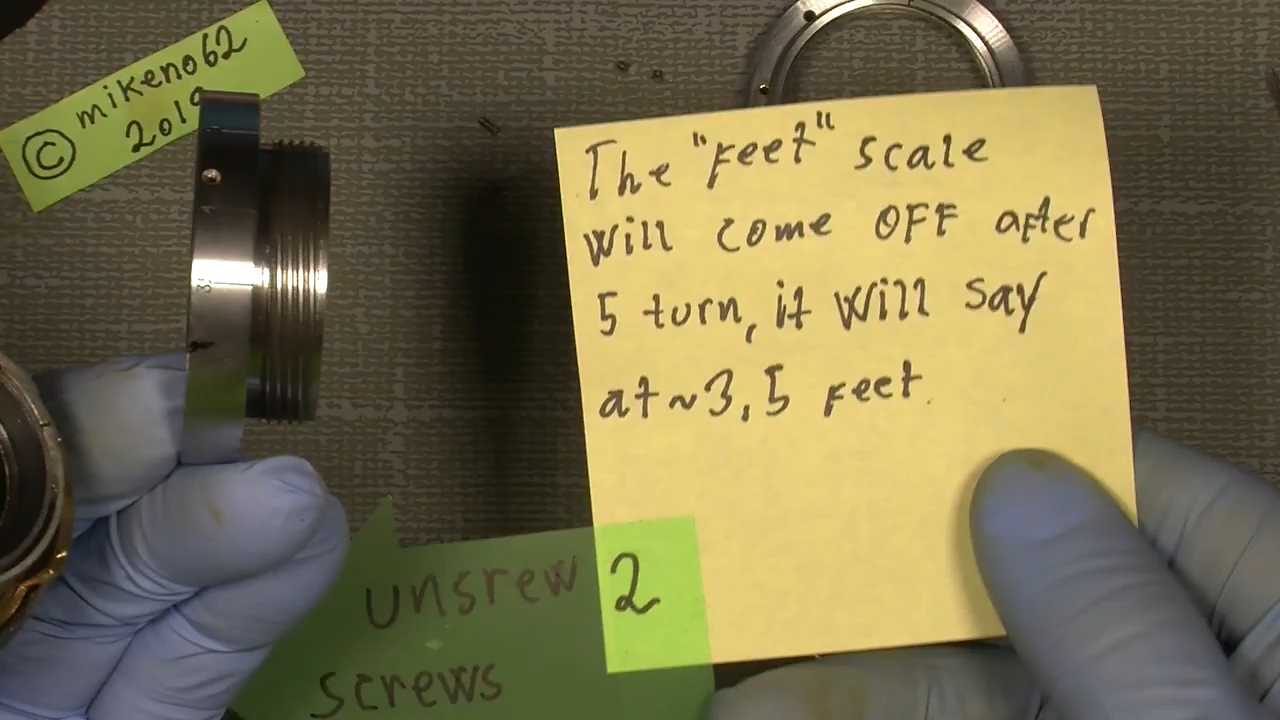 © mikeno62
2019
The "Feet" scale
will come OFF after
5 turn, it will say
at ~3,5 Feet.
unsrew 2
screws